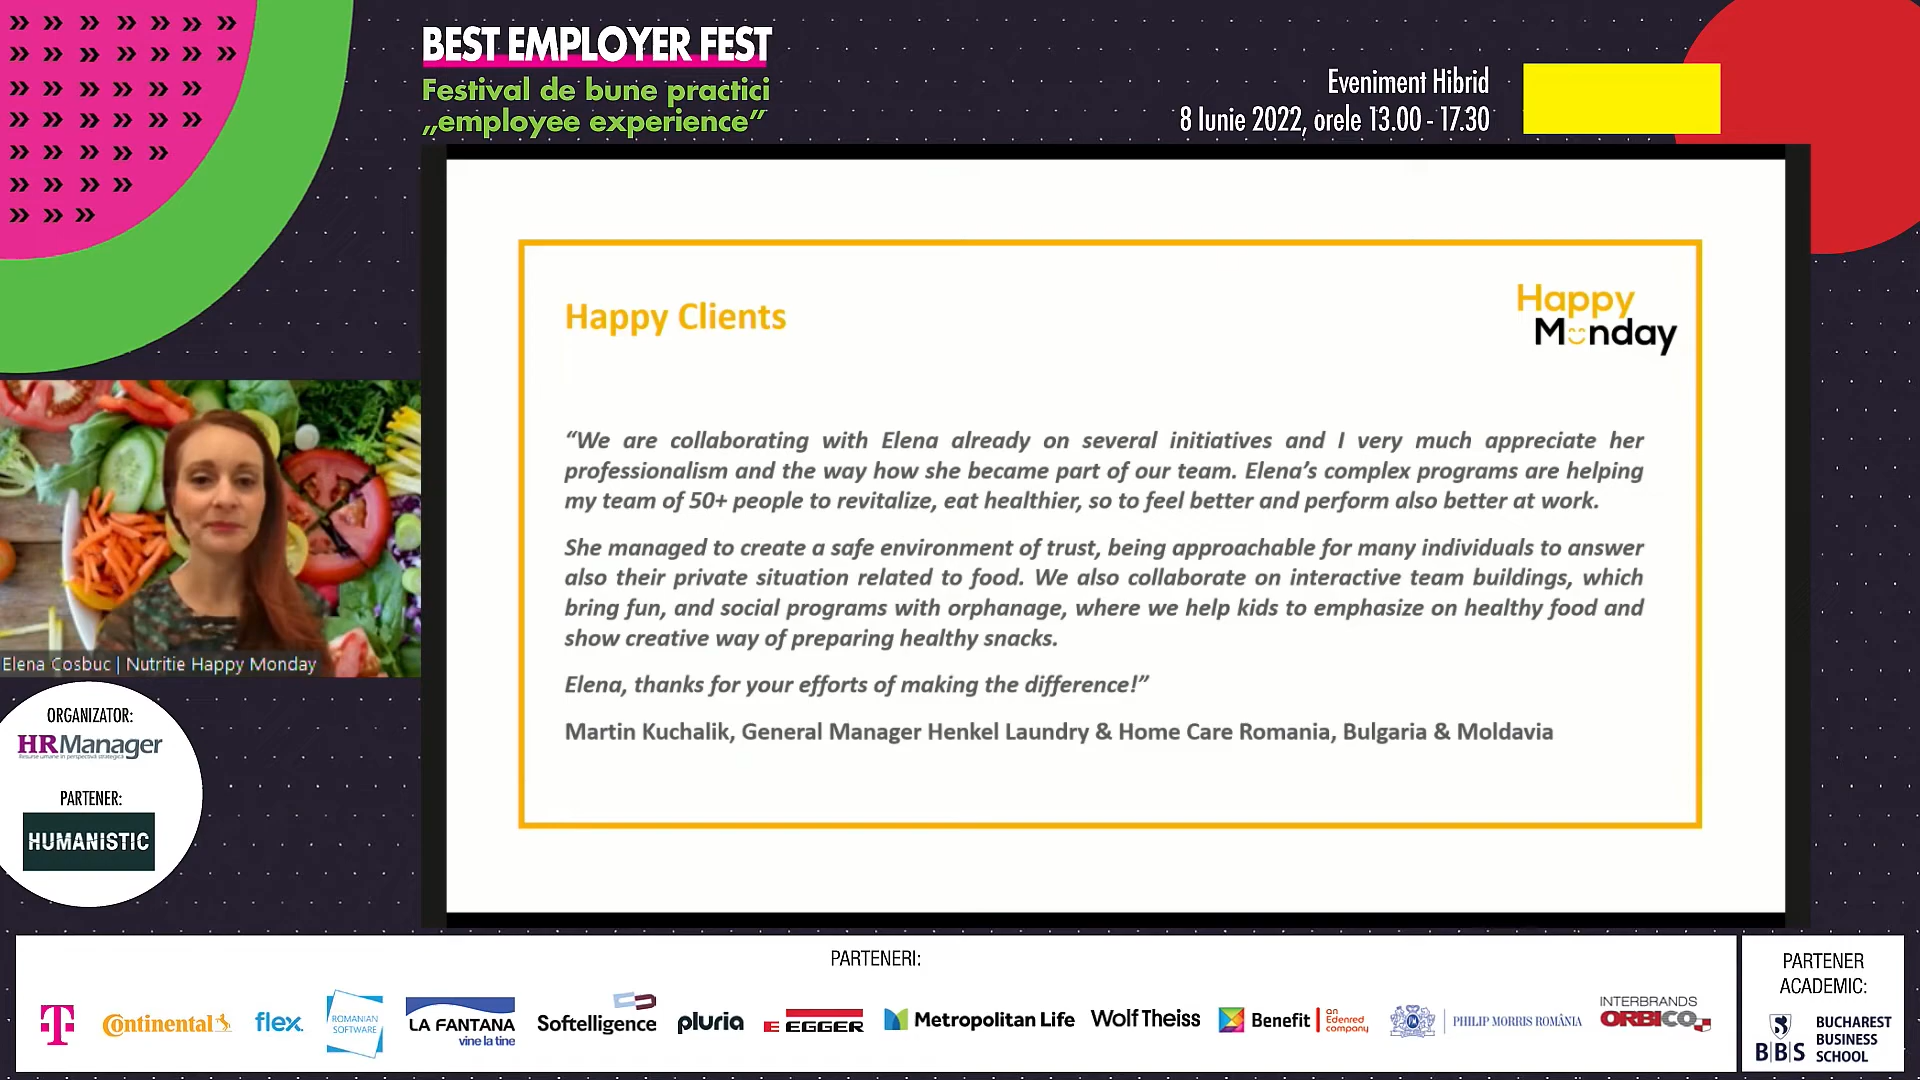 BEST EMPLOYER FEST
Festival de bune practici
„employee experience”
Eveniment Hibrid
8 Iunie 2022, orele 13.00 - 17.30
Happy Clients
Happy
Monday
“We are collaborating with Elena already on several initiatives and I very much appreciate her
professionalism and the way how she became part of our team. Elena’s complex programs are helping
my team of 50+ people to revitalize, eat healthier, so to feel better and perform also better at work.
She managed to create a safe environment of trust, being approachable for many individuals to answer
also their private situation related to food. We also collaborate on interactive team buildings, which
bring fun, and social programs with orphanage, where we help kids to emphasize on healthy food and
show creative way of preparing healthy snacks.
Elena, thanks for your efforts of making the difference!”
Martin Kuchalik, General Manager Henkel Laundry & Home Care Romania, Bulgaria & Moldavia
Elena Cosbuc | Nutritie Happy Monday
ORGANIZATOR:
HRManager
Resurse umane în perspectivă strategică
PARTENER:
HUMANISTIC
PARTENERI:
T
Continental
flex.
ROMANIAN
SOFTWARE
LA FANTANA
vine la tine
Softelligence
pluria
E EGGER
Metropolitan Life
Wolf Theiss
Benefit
an
Edenred
company
PHILIP MORRIS ROMÂNIA
INTERBRANDS
ORBICO
PARTENER
ACADEMIC:
B|B|S
BUCHAREST
BUSINESS
SCHOOL